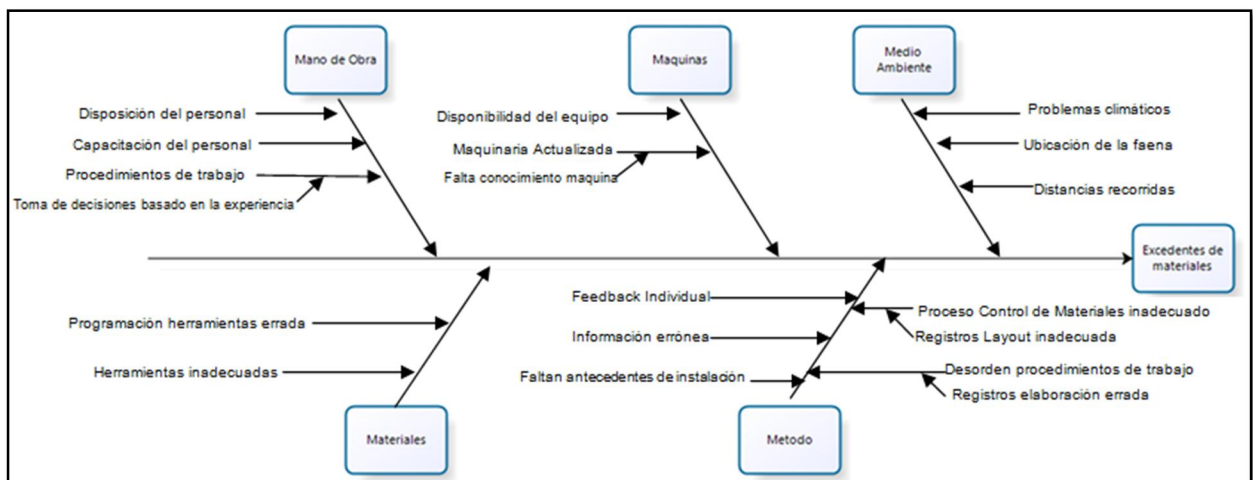 Mano de Obra
Maquinas
Medio
Ambiente
Disposición del personal
Capacitación del personal
Procedimientos de trabajo
Toma de decisiones basado en la experiencia
Disponibilidad del equipo
Maquinaria Actualizada
Falta conocimiento maquina
Problemas climáticos
Ubicación de la faena
Distancias recorridas
Excedentes de
materiales
Programación herramientas errada
Herramientas inadecuadas
Feedback Individual
Información errónea
Faltan antecedentes de instalación
Proceso Control de Materiales inadecuado
Registros Layout inadecuada
Desorden procedimientos de trabajo
Registros elaboración errada
Materiales
Metodo